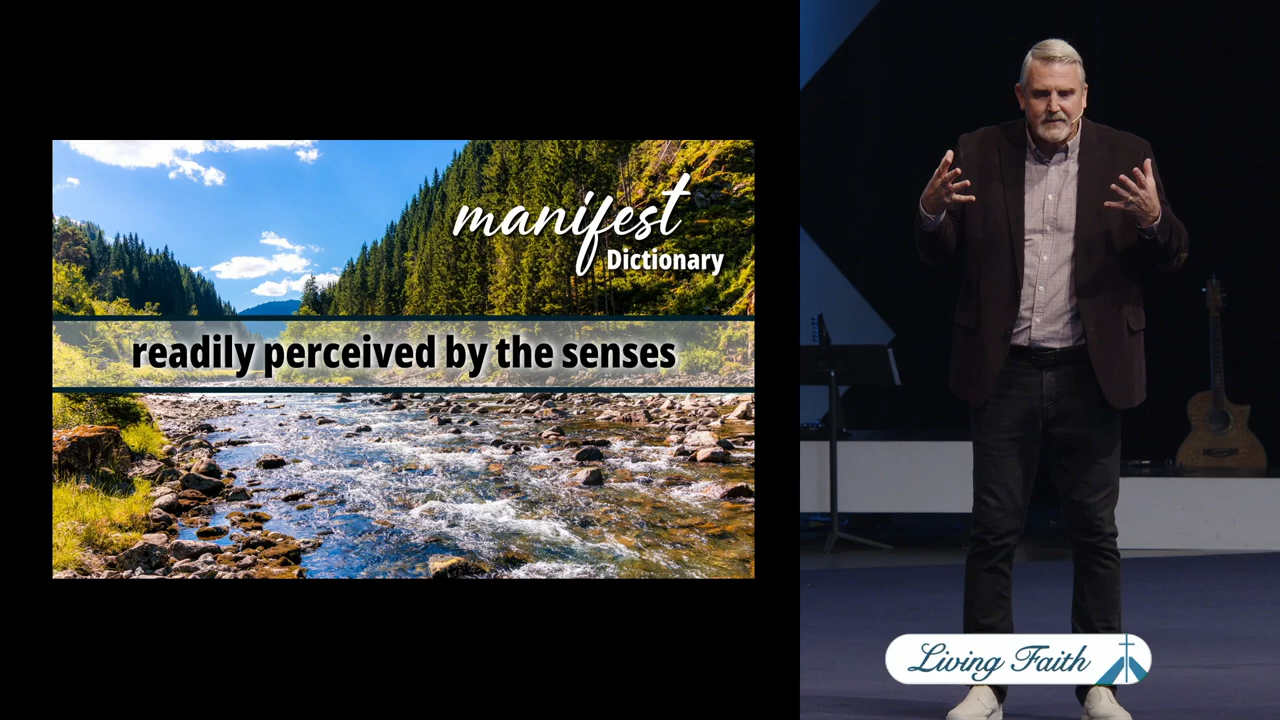 manifest
Dictionary
readily perceived by the senses
Living Faith